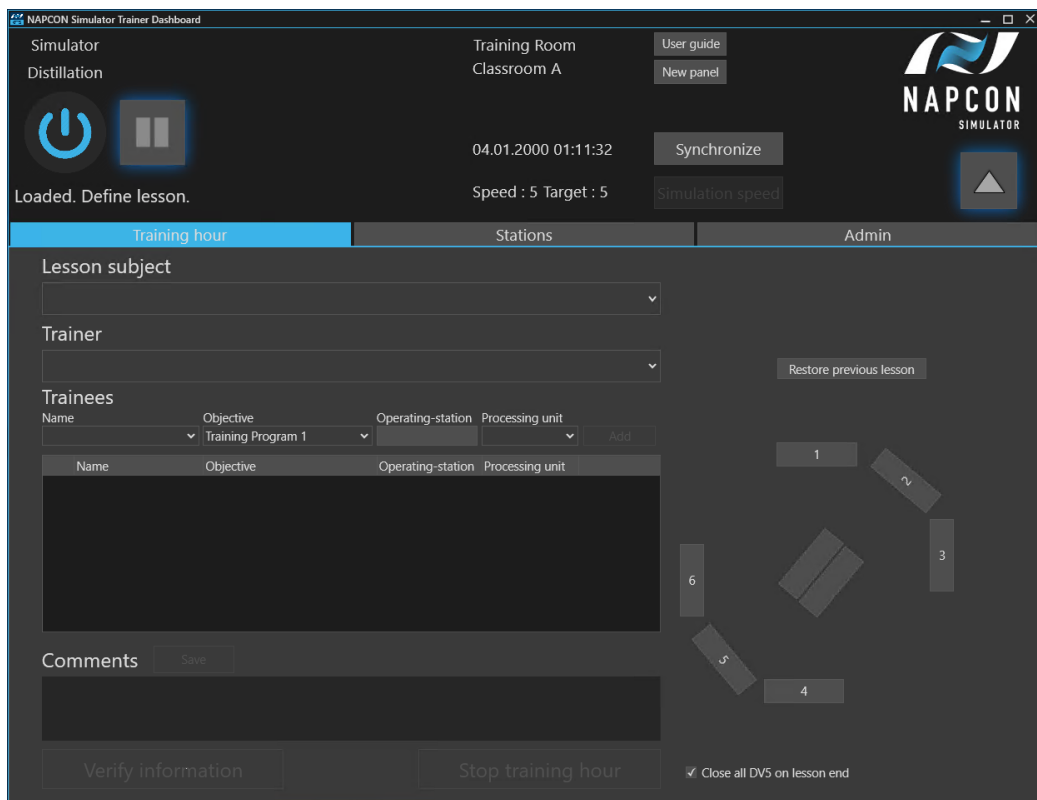 NAPCON Simulator Trainer Dashboard
Simulator
Distillation
Training Room
Classroom A
User guide
New panel
NAPCON
SIMULATOR
04.01.2000 01:11:32
Synchronize
Loaded. Define lesson.
Speed : 5 Target : 5
Simulation speed
Training hour
Stations
Admin
Lesson subject
Trainer
Restore previous lesson
Trainees
Name
Objective
Operating-station
Processing unit
Training Program 1
Add
Name
Objective
Operating-station
Processing unit
1
2
3
6
5
4
Comments
Save
Verify information
Stop training hour
Close all DV5 on lesson end